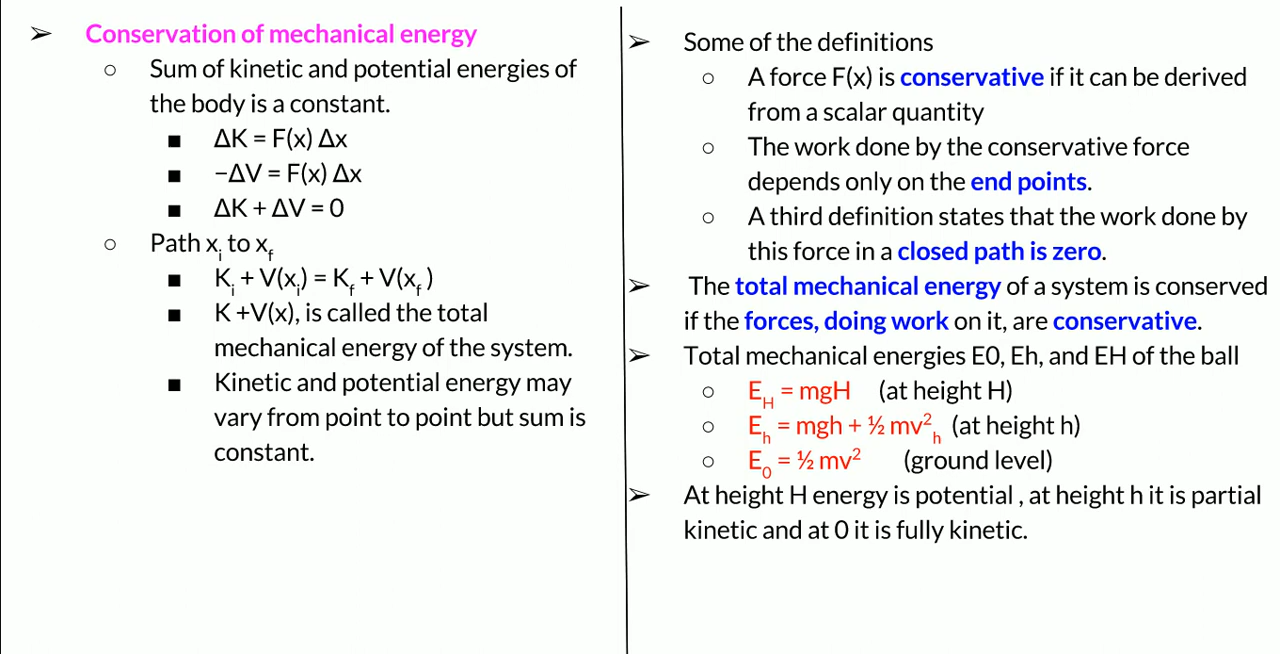 ➢ Conservation of mechanical energy
○ Sum of kinetic and potential energies of
the body is a constant.
■ ΔK = F(x) Δx
■ −ΔV = F(x) Δx
■ ΔK + ΔV = 0
○ Path xᵢ to x_f
■ Kᵢ + V(xᵢ) = K_f + V(x_f)
■ K +V(x), is called the total
mechanical energy of the system.
■ Kinetic and potential energy may
vary from point to point but sum is
constant.
➢ Some of the definitions
○ A force F(x) is conservative if it can be derived
from a scalar quantity
○ The work done by the conservative force
depends only on the end points.
○ A third definition states that the work done by
this force in a closed path is zero.
➢ The total mechanical energy of a system is conserved
if the forces, doing work on it, are conservative.
➢ Total mechanical energies E0, Eh, and EH of the ball
○ E_H = mgH (at height H)
○ E_h = mgh + ½ mv²_h (at height h)
○ E₀ = ½ mv² (ground level)
➢ At height H energy is potential , at height h it is partial
kinetic and at 0 it is fully kinetic.